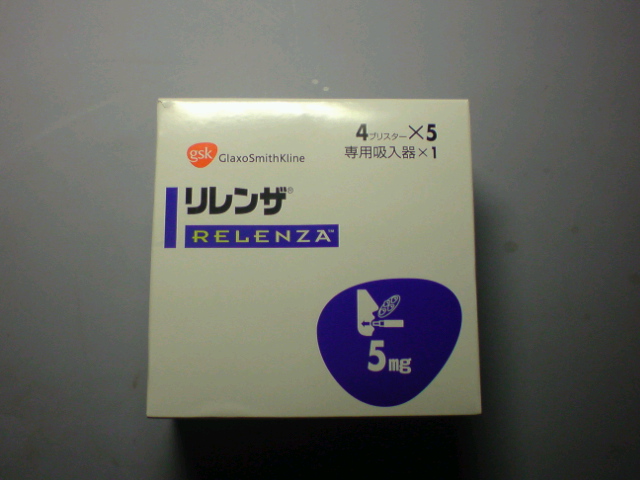 gsk GlaxoSmithKline
4ブリスター×5
専用吸入器×1
リレンザ®
RELENZA™
5mg